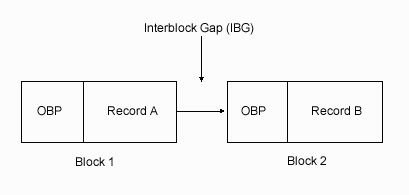 Interblock Gap (IBG)
OBP Record A OBP Record B
Block 1 Block 2